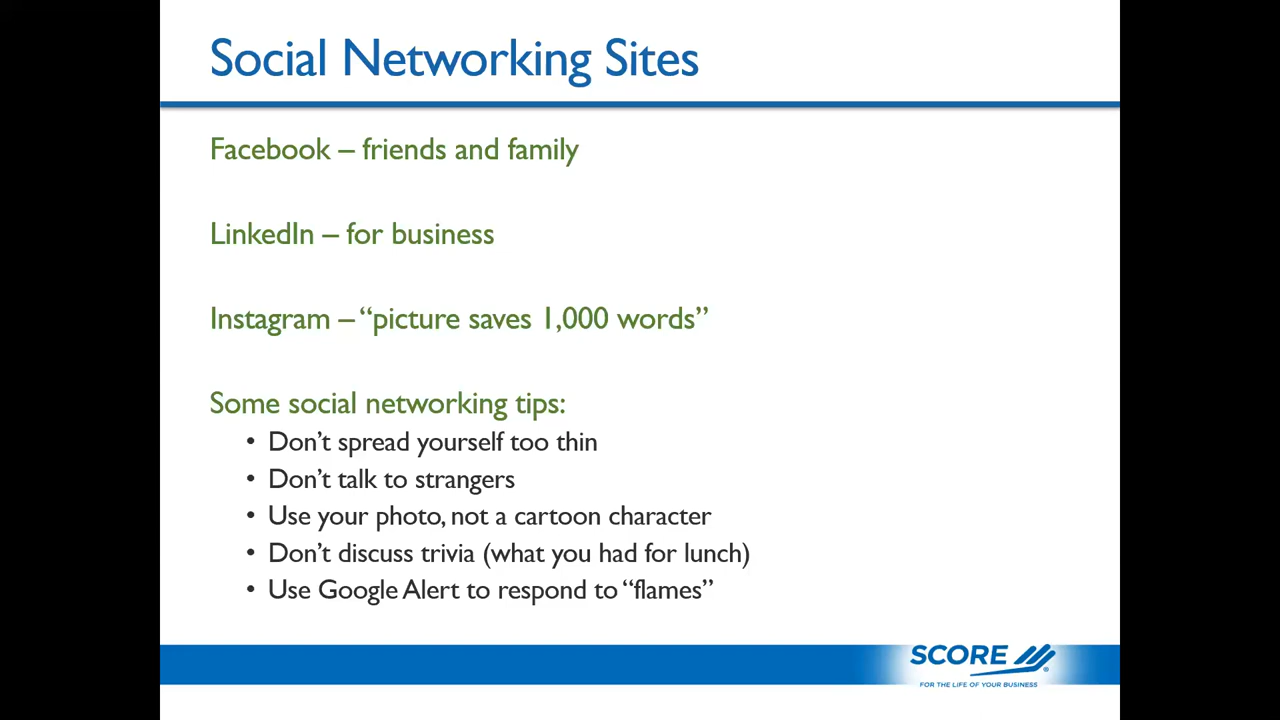 Social Networking Sites
Facebook – friends and family
LinkedIn – for business
Instagram – “picture saves 1,000 words”
Some social networking tips:
• Don’t spread yourself too thin
• Don’t talk to strangers
• Use your photo, not a cartoon character
• Don’t discuss trivia (what you had for lunch)
• Use Google Alert to respond to “flames”
SCORE ®
FOR THE LIFE OF YOUR BUSINESS